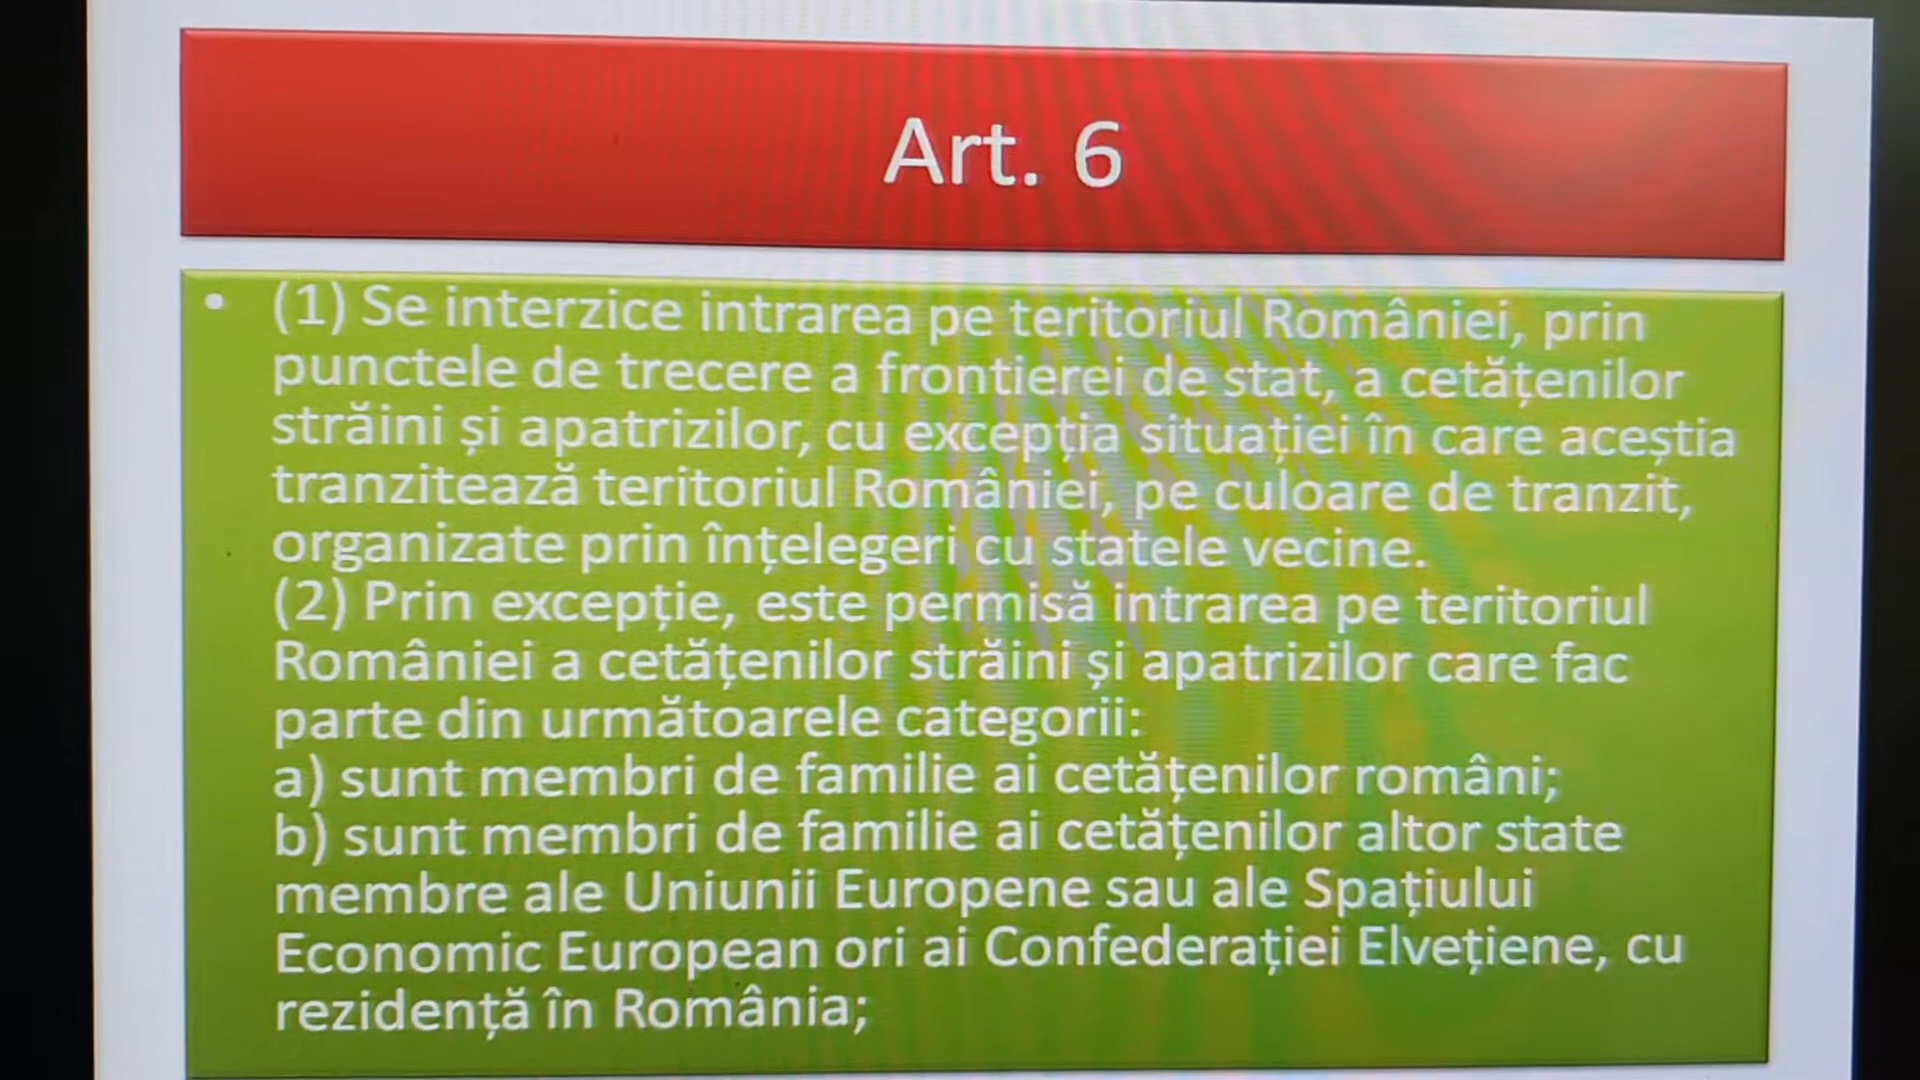 Art. 6
• (1) Se interzice intrarea pe teritoriul României, prin
punctele de trecere a frontierei de stat, a cetățenilor
străini și apatrizilor, cu excepția situației în care aceștia
tranzitează teritoriul României, pe culoare de tranzit,
organizate prin înțelegeri cu statele vecine.
(2) Prin excepție, este permisă intrarea pe teritoriul
României a cetățenilor străini și apatrizilor care fac
parte din următoarele categorii:
a) sunt membri de familie ai cetățenilor români;
b) sunt membri de familie ai cetățenilor altor state
membre ale Uniunii Europene sau ale Spațiului
Economic European ori ai Confederației Elvețiene, cu
rezidență în România;